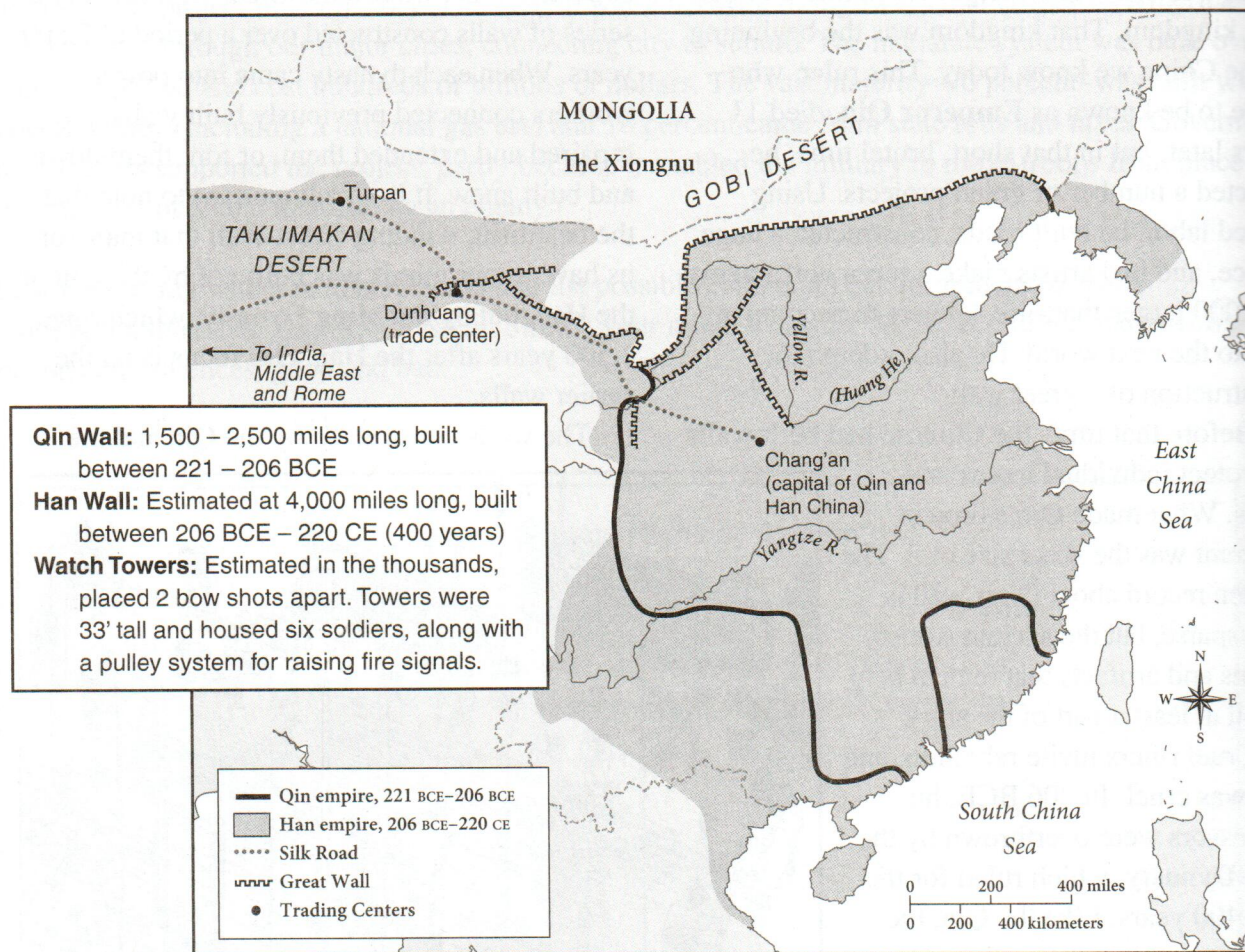 MONGOLIA
The Xiongnu
GOBI DESERT
Turpan
TAKLIMAKAN
DESERT
Dunhuang
(trade center)
To India,
Middle East
and Rome
Yellow R.
(Huang He)
Chang'an
(capital of Qin and
Han China)
Yangtze R.
East
China
Sea
Qin Wall: 1,500 – 2,500 miles long, built
between 221 – 206 BCE
Han Wall: Estimated at 4,000 miles long, built
between 206 BCE – 220 CE (400 years)
Watch Towers: Estimated in the thousands,
placed 2 bow shots apart. Towers were
33' tall and housed six soldiers, along with
a pulley system for raising fire signals.
N
W E
S
Qin empire, 221 BCE–206 BCE
Han empire, 206 BCE–220 CE
Silk Road
Great Wall
Trading Centers
South China
Sea
0 200 400 miles
0 200 400 kilometers